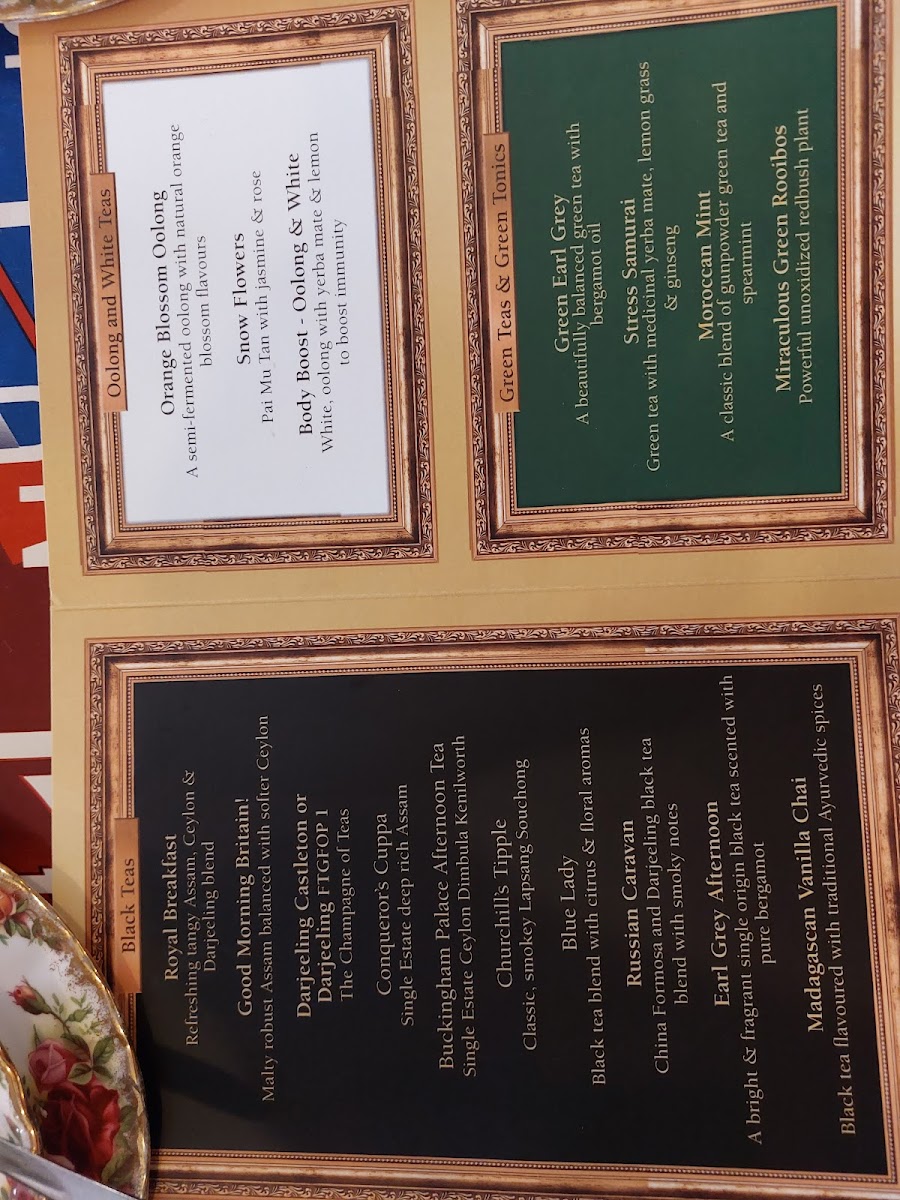 Black Teas
Royal Breakfast
Refreshing tangy Assam, Ceylon &
Darjeeling blend
Good Morning Britain!
Malty robust Assam balanced with softer Ceylon
Darjeeling Castleton or
Darjeeling FTGFOP 1
The Champagne of Teas
Conqueror's Cuppa
Single Estate deep rich Assam
Buckingham Palace Afternoon Tea
Single Estate Ceylon Dimbula Kenilworth
Churchill's Tipple
Classic, smokey Lapsang Souchong
Blue Lady
Black tea blend with citrus & floral aromas
Russian Caravan
China Formosa and Darjeeling black tea
blend with smoky notes
Earl Grey Afternoon
A bright & fragrant single origin black tea scented with
pure bergamot
Madagascean Vanilla Chai
Black tea flavoured with traditional Ayurvedic spices
Oolong and White Teas
Orange Blossom Oolong
A semi-fermented oolong with natural orange
blossom flavours
Snow Flowers
Pai Mu Tan with jasmine & rose
Body Boost - Oolong & White
White, oolong with yerba mate & lemon
to boost immunity
Green Teas & Green Tonics
Green Earl Grey
A beautifully balanced green tea with
bergamot oil
Stress Samurai
Green tea with medicinal yerba mate, lemon grass
& ginseng
Moroccan Mint
A classic blend of gunpowder green tea and
spearmint
Miraculous Green Rooibos
Powerful unoxidized redbush plant